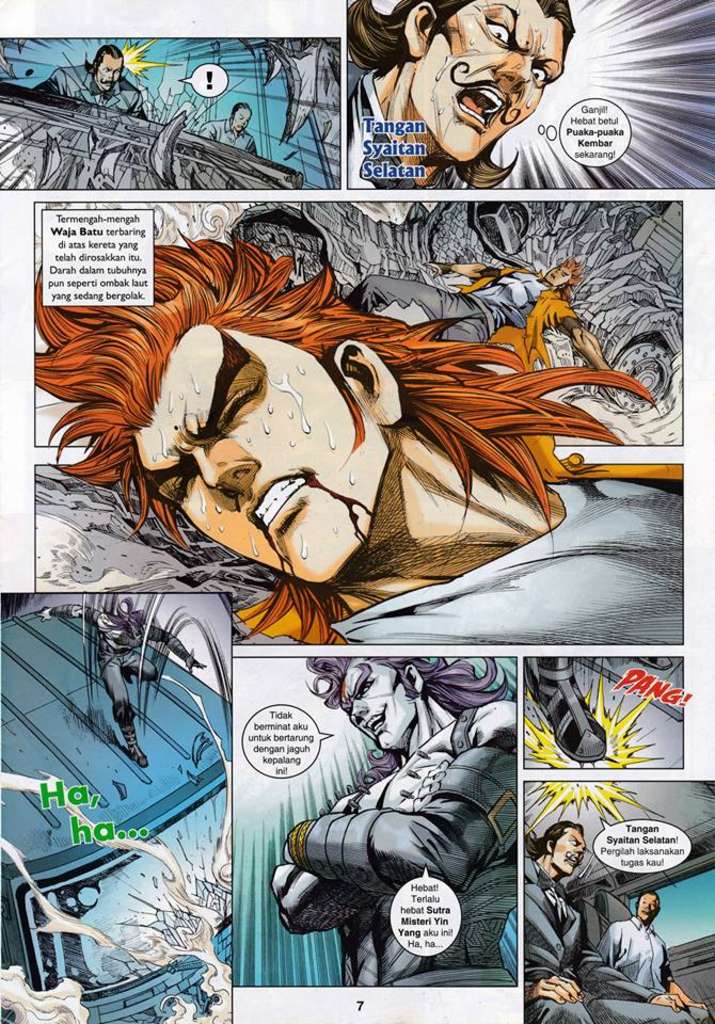 !
Tangan
Syaitan
Selatan
Ganjil!
Hebat betul
Puaka-puaka
Kembar
sekarang!
Termengah-mengah
Waja Batu terbaring
di atas kereta yang
telah dirosakkan itu.
Darah dalam tubuhnya
pun seperti ombak laut
yang sedang bergolak.
Ha,
ha...
Tidak
berminat aku
untuk bertarung
dengan jaguh
kepalang
ini!
Hebat!
Terlalu
hebat Sutra
Misteri Yin
Yang aku ini!
Ha, ha...
PANG!
Tangan
Syaitan Selatan!
Pergilah laksanakan
tugas kau!
7